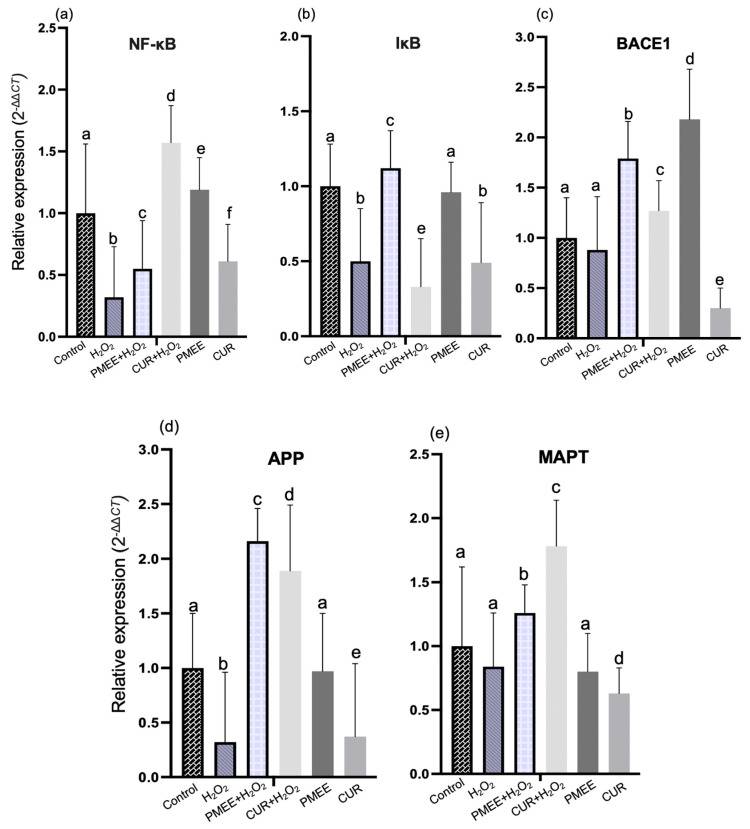 (a)
NF-κB
Relative expression (2-ΔΔCT)
2.5
2.0
1.5
1.0
0.5
0.0
a
b
c
d
e
f
Control
H₂O₂
PMEE+H₂O₂
CUR+H₂O₂
PMEE
CUR
(b)
IκB
2.0
1.5
1.0
0.5
0.0
a
b
c
e
a
b
Control
H₂O₂
PMEE+H₂O₂
CUR+H₂O₂
PMEE
CUR
(c)
BACE1
3.0
2.5
2.0
1.5
1.0
0.5
0.0
a
a
b
c
d
e
Control
H₂O₂
PMEE+H₂O₂
CUR+H₂O₂
PMEE
CUR
(d)
APP
Relative expression (2-ΔΔCT)
3.0
2.5
2.0
1.5
1.0
0.5
0.0
a
b
c
d
a
e
Control
H₂O₂
PMEE+H₂O₂
CUR+H₂O₂
PMEE
CUR
(e)
MAPT
2.5
2.0
1.5
1.0
0.5
0.0
a
a
b
c
a
d
Control
H₂O₂
PMEE+H₂O₂
CUR+H₂O₂
PMEE
CUR